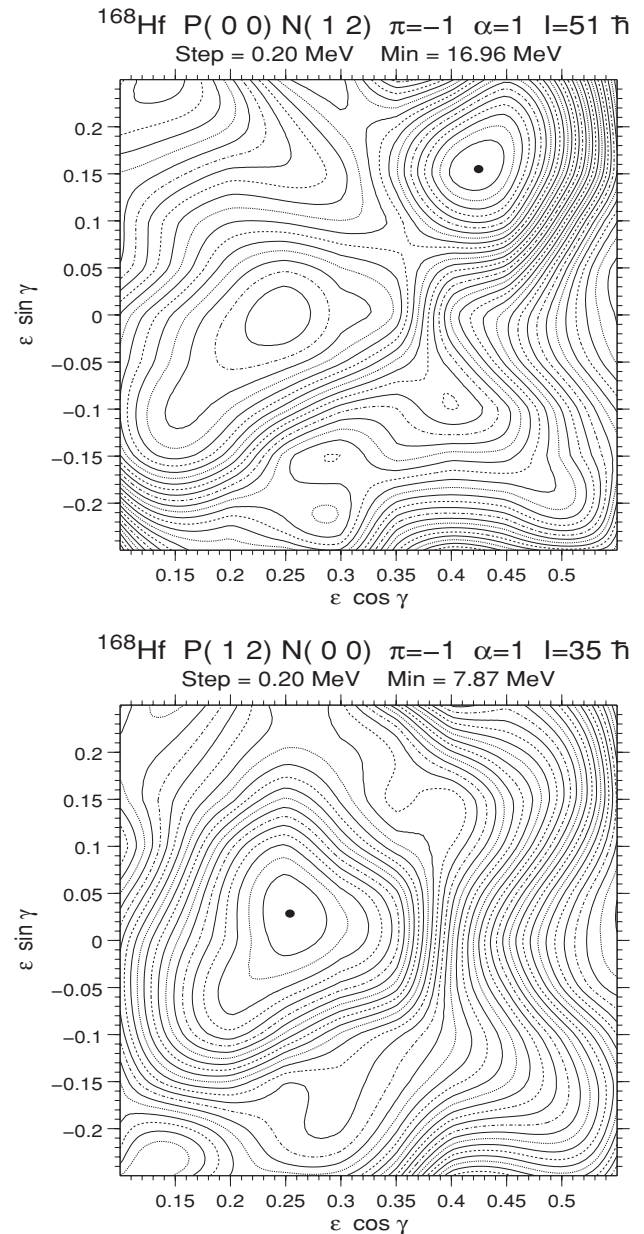 ¹⁶⁸Hf P( 0 0) N( 1 2) π=−1 α=1 I=51 ħ
Step = 0.20 MeV Min = 16.96 MeV
0.2
0.15
0.1
0.05
0
−0.05
−0.1
−0.15
−0.2
ε sin γ
0.15 0.2 0.25 0.3 0.35 0.4 0.45 0.5
ε cos γ
¹⁶⁸Hf P( 1 2) N( 0 0) π=−1 α=1 I=35 ħ
Step = 0.20 MeV Min = 7.87 MeV
0.2
0.15
0.1
0.05
0
−0.05
−0.1
−0.15
−0.2
ε sin γ
0.15 0.2 0.25 0.3 0.35 0.4 0.45 0.5
ε cos γ